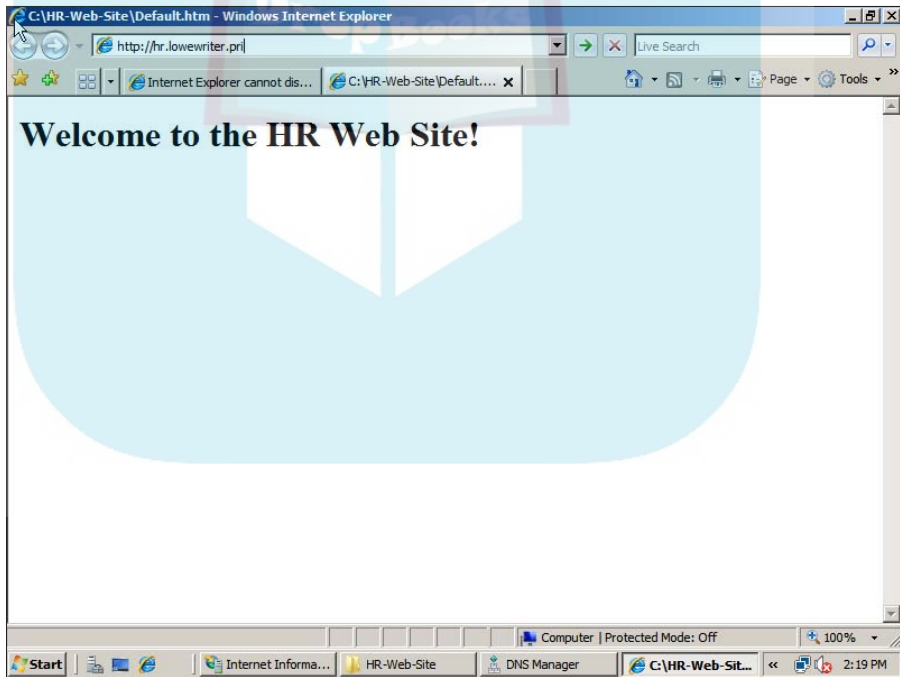 C:\HR-Web-Site\Default.htm - Windows Internet Explorer
http://hr.lowewriter.pri
Live Search
Internet Explorer cannot dis...
C:\HR-Web-Site\Default....
Page
Tools
»
Welcome to the HR Web Site!
Computer | Protected Mode: Off
100%
Start
Internet Informa...
HR-Web-Site
DNS Manager
C:\HR-Web-Sit...
«
2:19 PM